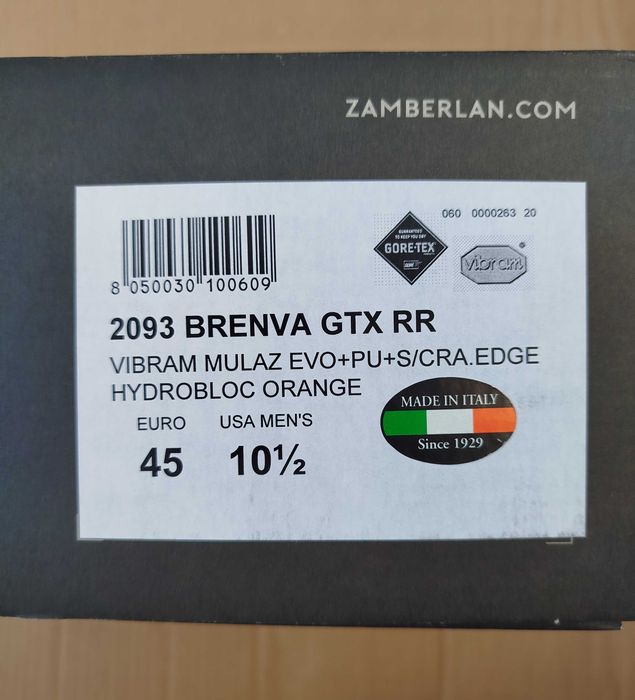 ZAMBERLAN.COM
060 0000263 20
GUARANTEED
TO KEEP YOU DRY
GORE-TEX
vibram®
8 050030 100609
2093 BRENVA GTX RR
VIBRAM MULAZ EVO+PU+S/CRA.EDGE
HYDROBLOC ORANGE
EURO USA MEN'S
45 10½
MADE IN ITALY
Since 1929